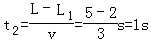 t₂=(L-L₁)/v=(5-2)/3 s=1s